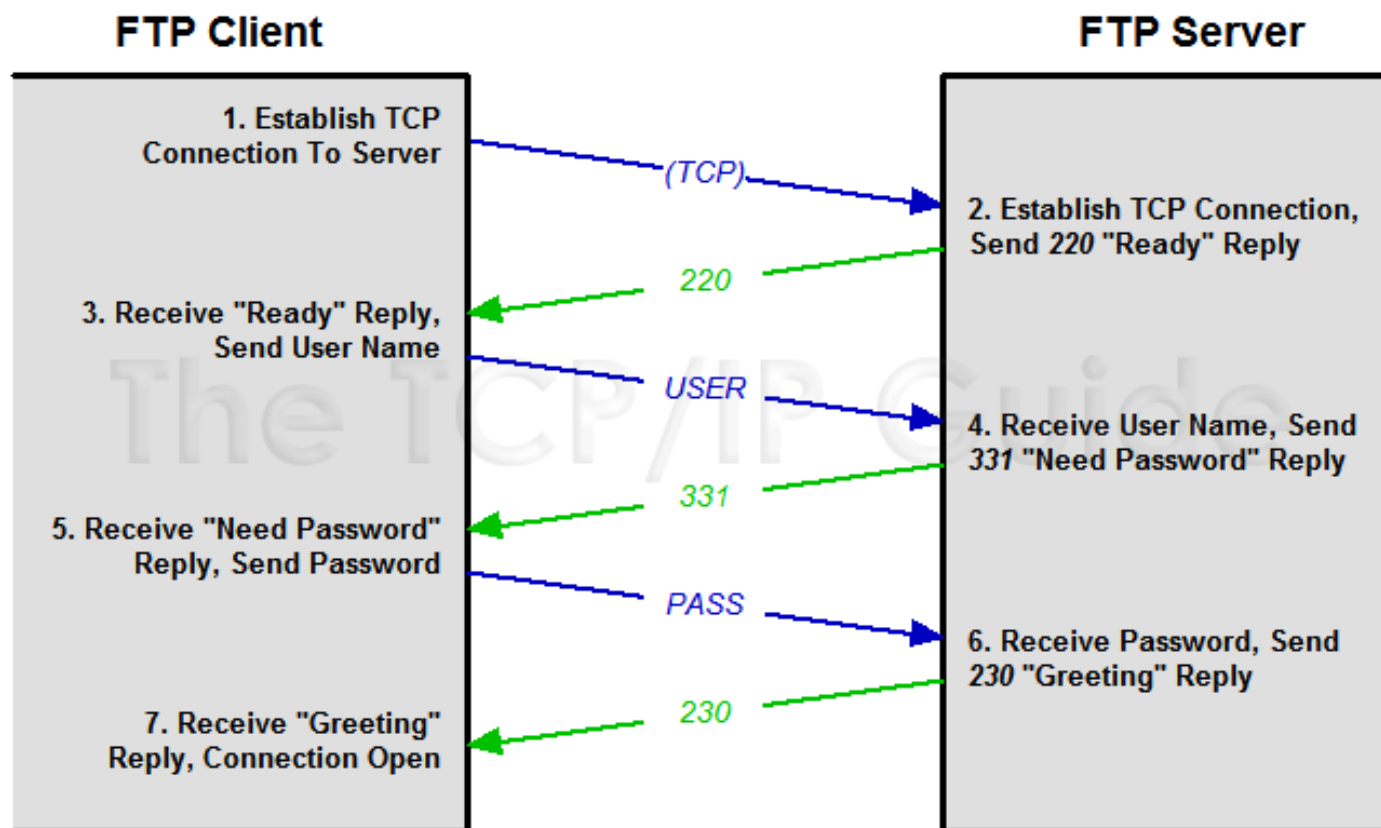 FTP Client
FTP Server
1. Establish TCP
Connection To Server
(TCP)
2. Establish TCP Connection,
Send 220 "Ready" Reply
220
3. Receive "Ready" Reply,
Send User Name
The TCP/IP Guide
USER
4. Receive User Name, Send
331 "Need Password" Reply
331
5. Receive "Need Password"
Reply, Send Password
PASS
6. Receive Password, Send
230 "Greeting" Reply
230
7. Receive "Greeting"
Reply, Connection Open